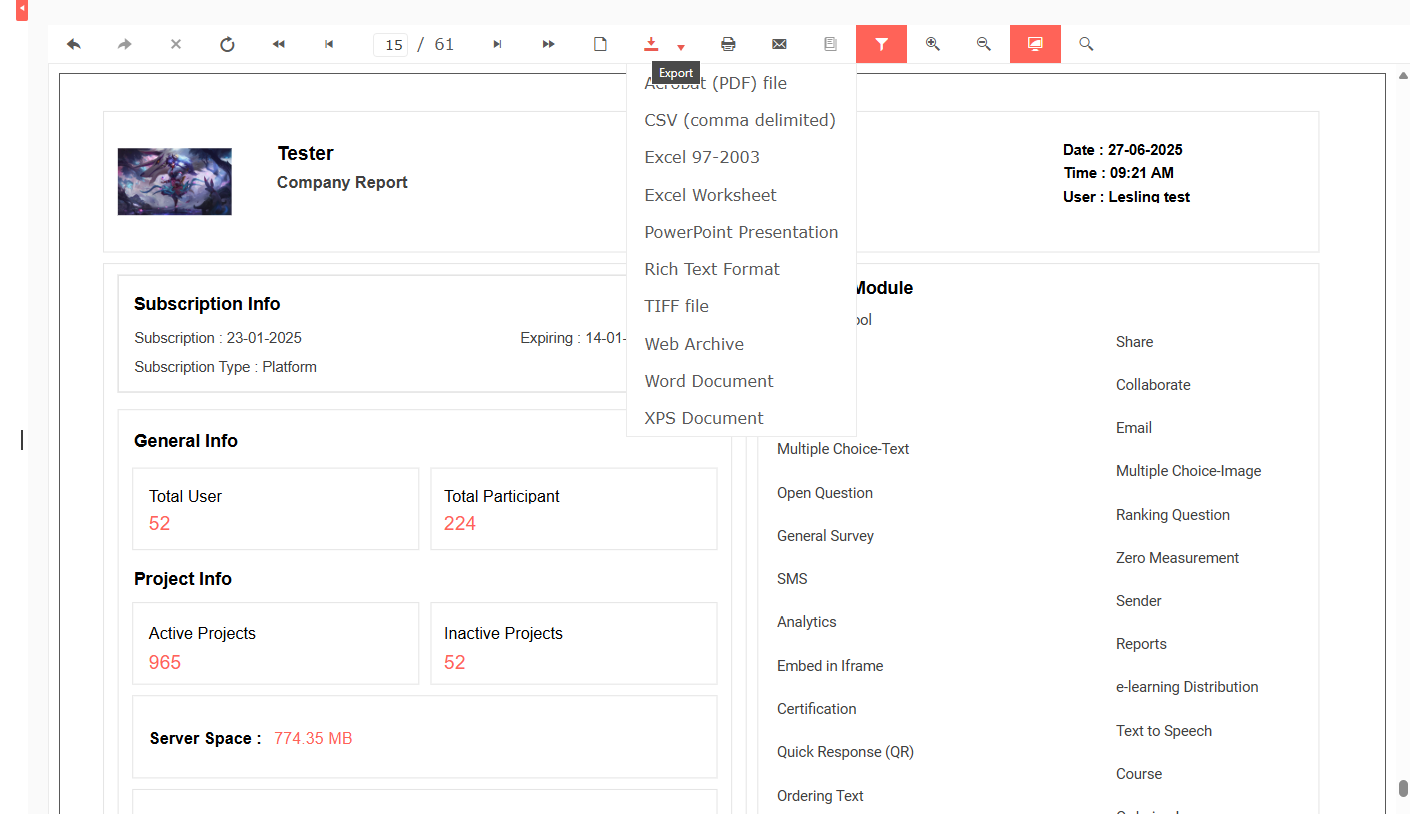 15 / 61
Export
Acrobat (PDF) file
CSV (comma delimited)
Excel 97-2003
Excel Worksheet
PowerPoint Presentation
Rich Text Format
TIFF file
Web Archive
Word Document
XPS Document
Tester
Company Report
Date : 27-06-2025
Time : 09:21 AM
User : Lesling test
Subscription Info
Subscription : 23-01-2025
Expiring : 14-01-
Subscription Type : Platform
General Info
Total User
52
Total Participant
224
Project Info
Active Projects
965
Inactive Projects
52
Server Space : 774.35 MB
Module
Multiple Choice-Text
Open Question
General Survey
SMS
Analytics
Embed in Iframe
Certification
Quick Response (QR)
Ordering Text
Share
Collaborate
Email
Multiple Choice-Image
Ranking Question
Zero Measurement
Sender
Reports
e-learning Distribution
Text to Speech
Course